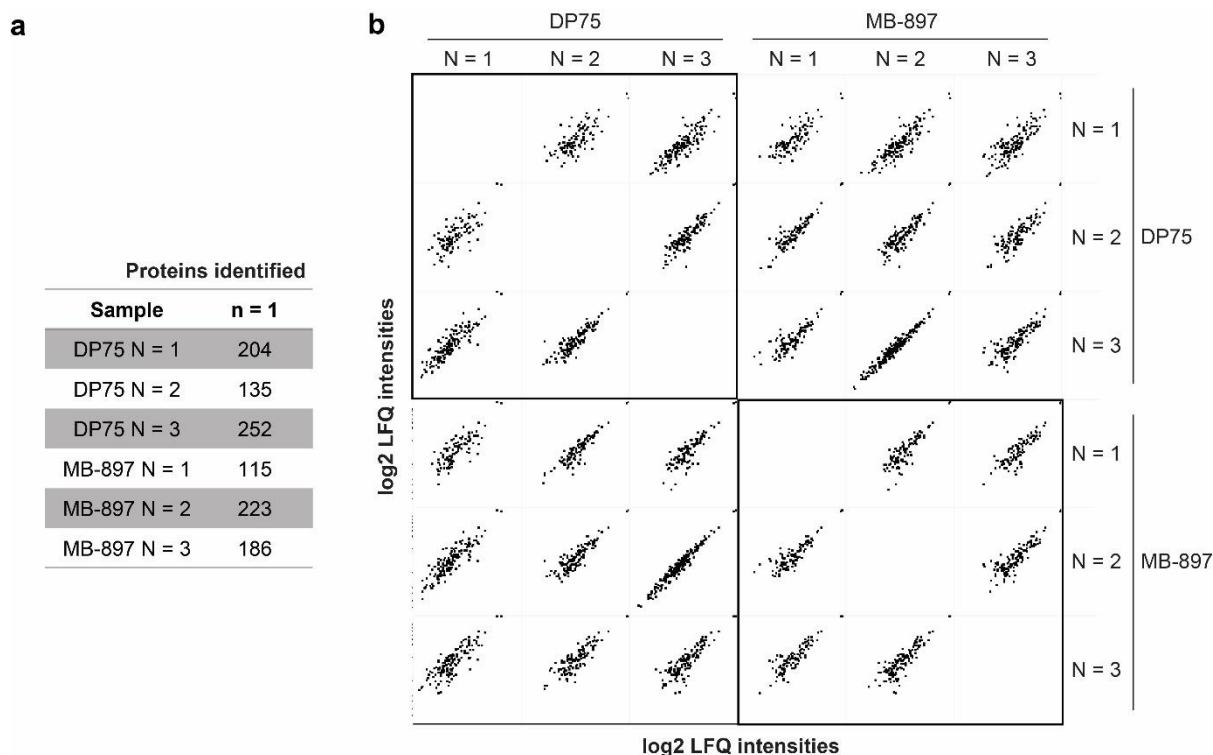 a
Proteins identified
Sample n = 1
DP75 N = 1 204
DP75 N = 2 135
DP75 N = 3 252
MB-897 N = 1 115
MB-897 N = 2 223
MB-897 N = 3 186
b
DP75 MB-897
N = 1 N = 2 N = 3 N = 1 N = 2 N = 3
N = 1
N = 2
N = 3
DP75
N = 1
N = 2
N = 3
MB-897
log2 LFQ intensities
log2 LFQ intensities